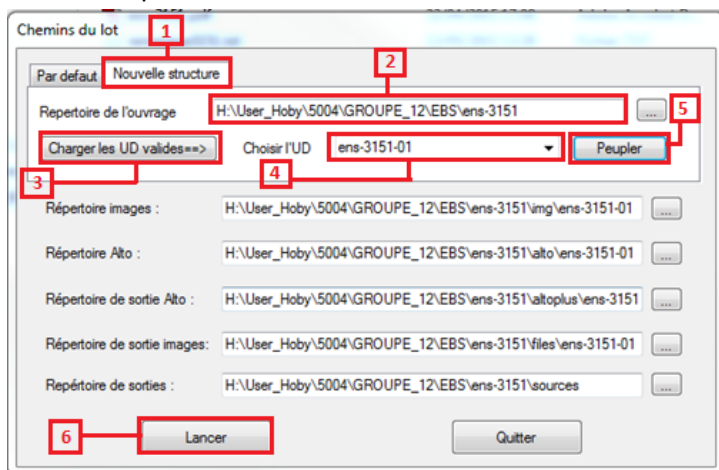 Chemins du lot
1
Par defaut Nouvelle structure
2
Repertoire de l'ouvrage H:\User_Hoby\5004\GROUPE_12\EBS\ens-3151 ... 5
Charger les UD valides==> Choisir l'UD ens-3151-01 Peupler
3 4
Répertoire images : H:\User_Hoby\5004\GROUPE_12\EBS\ens-3151\img\ens-3151-01 ...
Répertoire Alto : H:\User_Hoby\5004\GROUPE_12\EBS\ens-3151\alto\ens-3151-01 ...
Répertoire de sortie Alto : H:\User_Hoby\5004\GROUPE_12\EBS\ens-3151\altoplus\ens-3151 ...
Répertoire de sortie images: H:\User_Hoby\5004\GROUPE_12\EBS\ens-3151\files\ens-3151-01 ...
Repértoire de sorties : H:\User_Hoby\5004\GROUPE_12\EBS\ens-3151\sources ...
6 Lancer Quitter